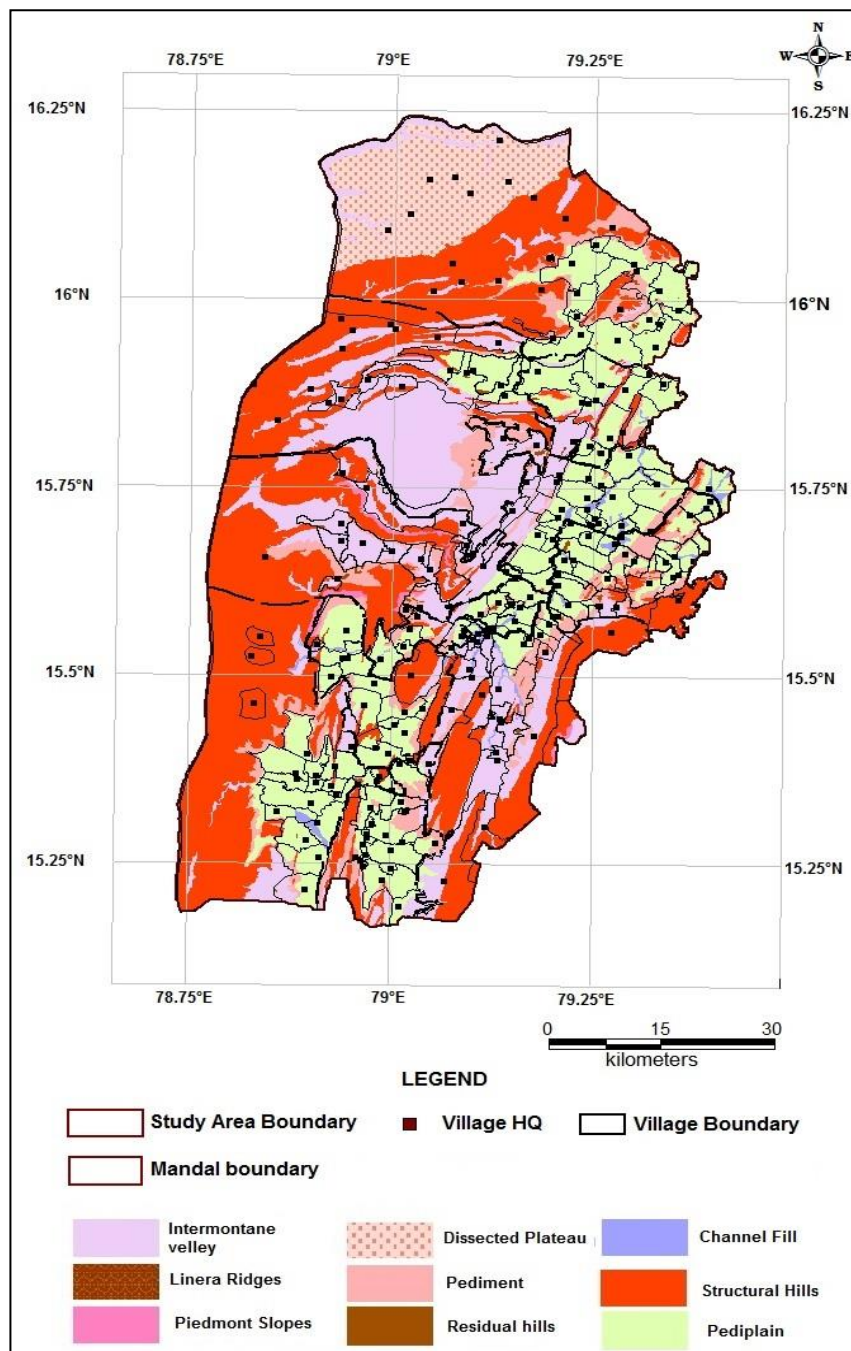 N
W E
S
78.75°E 79°E 79.25°E
16.25°N 16.25°N
16°N 16°N
15.75°N 15.75°N
15.5°N 15.5°N
15.25°N 15.25°N
78.75°E 79°E 79.25°E
0 15 30
kilometers
LEGEND
Study Area Boundary Village HQ Village Boundary
Mandal boundary
Intermontane
velley
Dissected Plateau Channel Fill
Linera Ridges Pediment Structural Hills
Piedmont Slopes Residual hills Pediplain